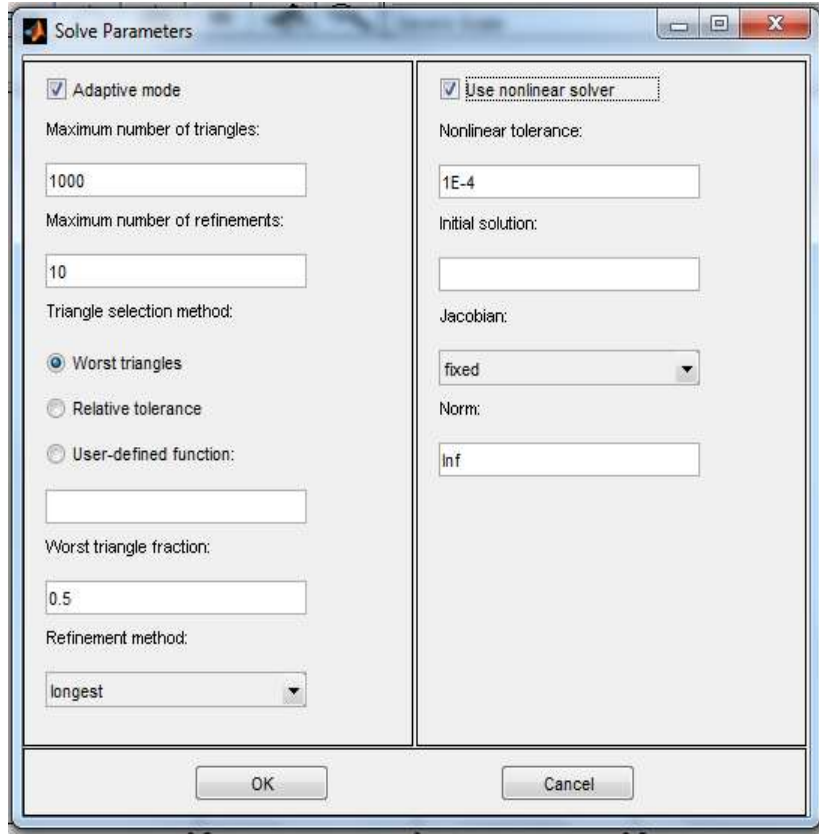 Solve Parameters
Adaptive mode
Maximum number of triangles:
1000
Maximum number of refinements:
10
Triangle selection method:
Worst triangles
Relative tolerance
User-defined function:
Worst triangle fraction:
0.5
Refinement method:
longest
Use nonlinear solver
Nonlinear tolerance:
1E-4
Initial solution:
Jacobian:
fixed
Norm:
Inf
OK
Cancel